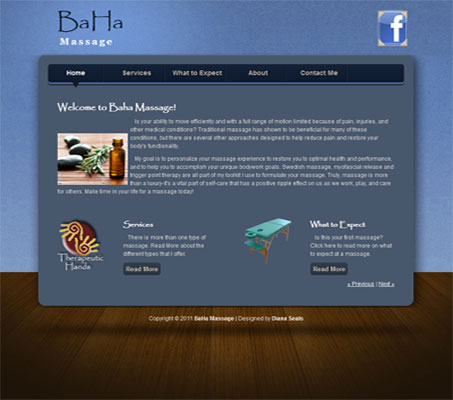 BaHa
Massage
f
Home Services What to Expect About Contact Me
Welcome to Baha Massage!
Is your ability to move efficiently and with a full range of motion limited because of pain, injuries, and
other medical conditions? Traditional massage has shown to be beneficial for many of these
conditions, but there are several other approaches designed to help reduce pain and restore your
body's functionality.
My goal is to personalize your massage experience to restore you to optimal health and performance,
and to help you to accomplish your unique bodywork goals. Swedish massage, myofascial release and
trigger point therapy are all part of my toolkit I use to formulate your massage. Truly, massage is more
than a luxury-it's a vital part of self-care that has a positive ripple effect on us as we work, play, and care
for others. Make time in your life for a massage today!
Therapeutic
Hands
Services
There is more than one type of
massage. Read More about the
different types that I offer.
Read More
What to Expect
Is this your first massage?
Click here to read more on what
to expect at a massage.
Read More
« Previous | Next »
Copyright © 2011 BaHa Massage | Designed by Diana Seals